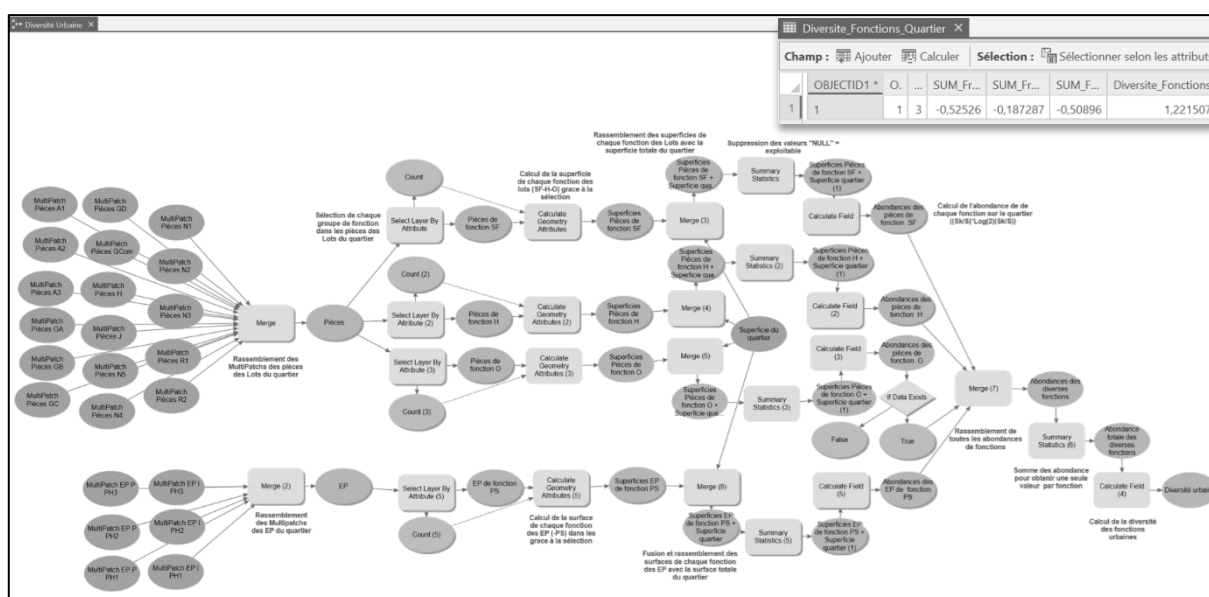 Diversité Urbaine
Diversite_Fonctions_Quartier
Champ : Ajouter Calculer Sélection : Sélectionner selon les attribut
OBJECTID1 * O. ... SUM_Fr... SUM_Fr... SUM_F... Diversite_Fonctions
1 1 1 3 -0,52526 -0,187287 -0,50896 1,221507
MultiPatch
Pièces A1
MultiPatch
Pièces GD
MultiPatch
Pièces N1
MultiPatch
Pièces A2
MultiPatch
Pièces GCom
MultiPatch
Pièces N2
MultiPatch
Pièces A3
MultiPatch
Pièces H
MultiPatch
Pièces N3
MultiPatch
Pièces GA
MultiPatch
Pièces J
MultiPatch
Pièces GB
MultiPatch
Pièces N5
MultiPatch
Pièces R1
MultiPatch
Pièces GC
MultiPatch
Pièces N4
MultiPatch
Pièces R2
Merge
Rassemblement des
MultiPatchs des pièces
des Lots du quartier
Pièces
Sélection de chaque
groupe de fonction
dans les pièces des
Lots du quartier
Count
Select Layer By
Attribute
Pièces de
fonction SF
Calcul de la superficie
de chaque fonction des
lots (SF-H-O) grace à la
sélection
Calculate
Geometry
Attributes
Superficies
Pièces de
fonction SF
Rassemblement des superficies de
chaque fonction des Lots avec la
superficie totale du quartier
Superficies
Pièces de
fonction SF +
Superficie qua...
Merge (3)
Suppression des valeurs "NULL" =
exploitable
Summary
Statistics
Superficies Pièces
de fonction SF +
Superficie quartier
(1)
Calculate Field
Abondances des
pièces de
fonction SF
Calcul de l'abondance de de
chaque fonction sur le quartier
((Sk/S)*Log(2)(Sk/S))
Count (2)
Select Layer By
Attribute (2)
Pièces de
fonction H
Calculate
Geometry
Attributes (2)
Superficies
Pièces de
fonction H
Superficies
Pièces de
fonction H +
Superficie qua...
Merge (4)
Summary
Statistics (2)
Superficies Pièces
de fonction H +
Superficie quartier
(1)
Calculate Field
(2)
Abondances des
pièces de
fonction H
Select Layer By
Attribute (3)
Pièces de
fonction O
Count (3)
Calculate
Geometry
Attributes (3)
Superficies
Pièces de
fonction O
Merge (5)
Superficie du
quartier
Superficies
Pièces de
fonction O +
Superficie qua...
Summary
Statistics (3)
Superficies Pièces
de fonction O +
Superficie quartier
(1)
Calculate Field
(3)
Abondances des
pièces de
fonction O
If Data Exists
False
True
Merge (7)
Rassemblement de
toutes les abondances
de fonctions
Abondances des
diverses
fonctions
Summary
Statistics (6)
Somme des abondance
pour obtenir une seule
valeur par fonction
Abondance
totale des
diverses
fonctions
Calculate Field
(4)
Calcul de la diversité
des fonctions
urbaines
Diversité urbaine
MultiPatch EP P
PH3
MultiPatch EP I
PH3
MultiPatch EP P
PH2
MultiPatch EP I
PH2
MultiPatch EP P
PH1
MultiPatch EP I
PH1
Merge (2)
Rassemblement
des Multipatchs
des EP du quartier
EP
Select Layer By
Attribute (5)
Count (5)
EP de fonction
PS
Calculate
Geometry
Attributes (5)
Calcul de la surface
de chaque fonction
des EP (-PS) dans les
grace à la sélection
Superficies EP
de fonction PS
Merge (8)
Superficies EP
de fonction PS +
Superficie
quartier
Fusion et rassemblement des
surfaces de chaque fonction
des EP avec la surface totale
du quartier
Summary
Statistics (5)
Superficies EP
de fonction PS +
Superficie
quartier (1)
Calculate Field
(5)
Abondances des
EP de fonction
PS